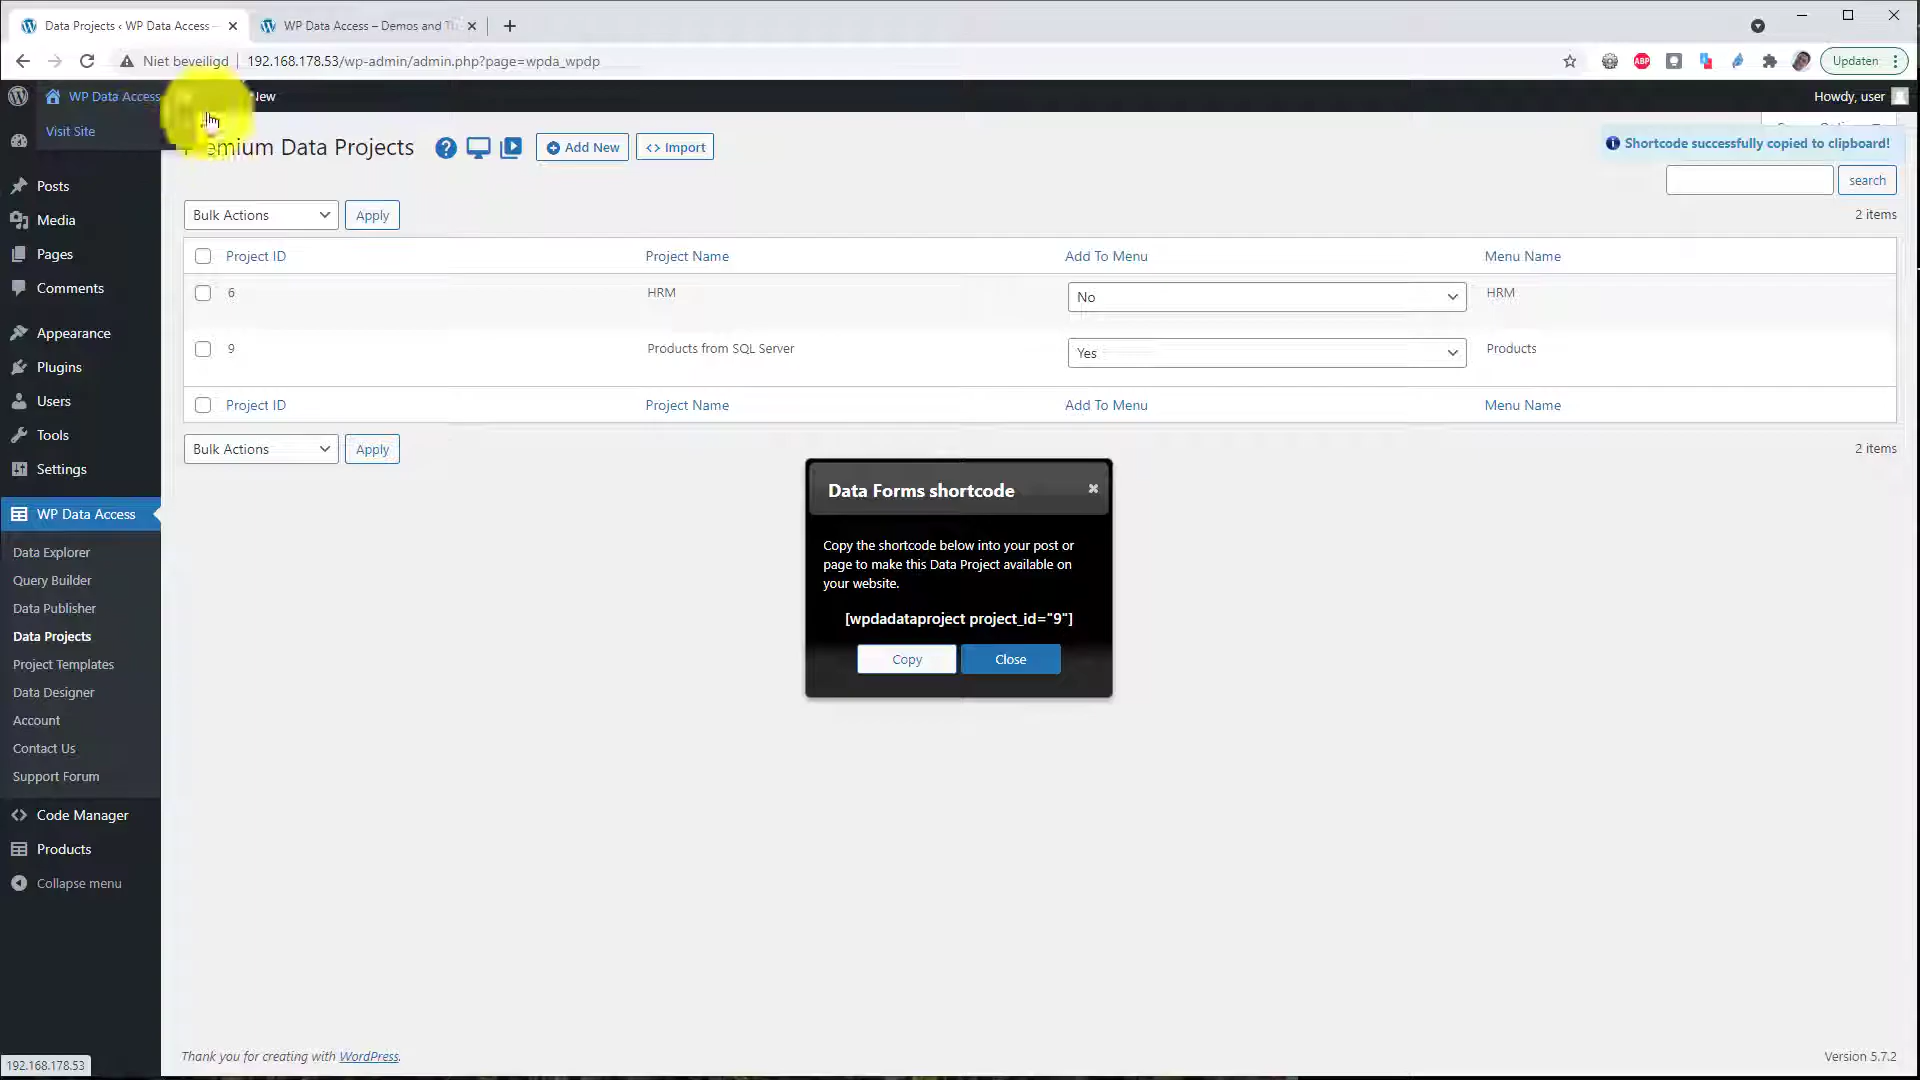 Data Projects ‹ WP Data Access –
WP Data Access – Demos and
Niet beveiligd
192.168.178.53/wp-admin/admin.php?page=wpda_wpdp
ABP
Updaten
WP Data Access
New
Howdy, user
Visit Site
Data Projects
Add New
Import
Shortcode successfully copied to clipboard!
search
Bulk Actions
Apply
2 items
Project ID
Project Name
Add To Menu
Menu Name
6
HRM
No
HRM
9
Products from SQL Server
Yes
Products
Project ID
Project Name
Add To Menu
Menu Name
Bulk Actions
Apply
2 items
Posts
Media
Pages
Comments
Appearance
Plugins
Users
Tools
Settings
WP Data Access
Data Explorer
Query Builder
Data Publisher
Data Projects
Project Templates
Data Designer
Account
Contact Us
Support Forum
Code Manager
Products
Collapse menu
Data Forms shortcode
Copy the shortcode below into your post or
page to make this Data Project available on
your website.
[wpdadataproject project_id="9"]
Copy
Close
Thank you for creating with WordPress.
Version 5.7.2
192.168.178.53